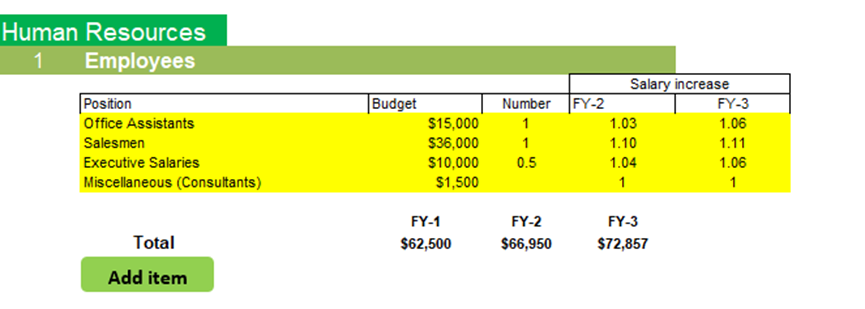 Human Resources
1 Employees
Salary increase
Position Budget Number FY-2 FY-3
Office Assistants $15,000 1 1.03 1.06
Salesmen $36,000 1 1.10 1.11
Executive Salaries $10,000 0.5 1.04 1.06
Miscellaneous (Consultants) $1,500 1 1
FY-1 FY-2 FY-3
Total $62,500 $66,950 $72,857
Add item